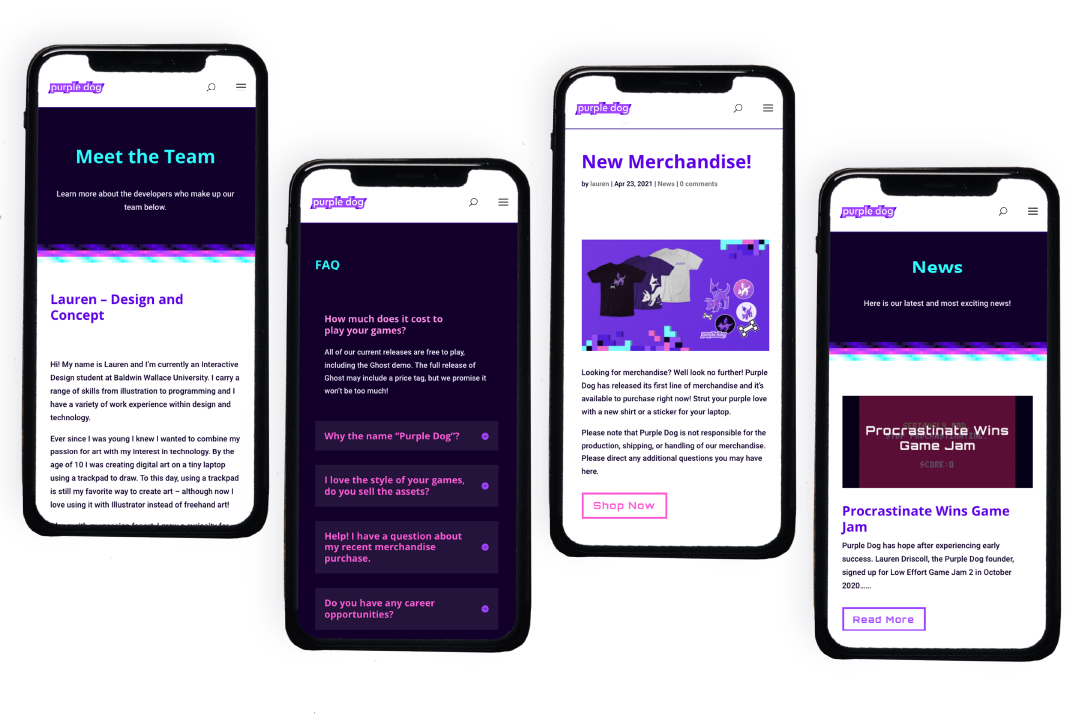 purple dog
Meet the Team
Learn more about the developers who make up our
team below.
Lauren – Design and
Concept
Hi! My name is Lauren and I'm currently an Interactive
Design student at Baldwin Wallace University. I carry a
range of skills from illustration to programming and I
have a variety of work experience within design and
technology.
Ever since I was young I knew I wanted to combine my
passion for art with my interest in technology. By the
age of 10 I was creating digital art on a tiny laptop
using a trackpad to draw. To this day, using a trackpad
is still my favorite way to create art – although now I
love using it with Illustrator instead of freehand art!
purple dog
FAQ
How much does it cost to
play your games?
All of our current releases are free to play,
including the Ghost demo. The full release of
Ghost may include a price tag, but we promise it
won't be too much!
Why the name “Purple Dog”?
I love the style of your games,
do you sell the assets?
Help! I have a question about
my recent merchandise
purchase.
Do you have any career
opportunities?
purple dog
New Merchandise!
by lauren | Apr 23, 2021 | News | 0 comments
Looking for merchandise? Well look no further! Purple
Dog has released its first line of merchandise and it's
available to purchase right now! Strut your purple love
with a new shirt or a sticker for your laptop.
Please note that Purple Dog is not responsible for the
production, shipping, or handling of our merchandise.
Please direct any additional questions you may have
here.
Shop Now
purple dog
News
Here is our latest and most exciting news!
Procrastinate Wins
Game Jam
SCORE:0
Procrastinate Wins Game
Jam
Purple Dog has hope after experiencing early
success. Lauren Driscoll, the Purple Dog founder,
signed up for Low Effort Game Jam 2 in October
2020......
Read More